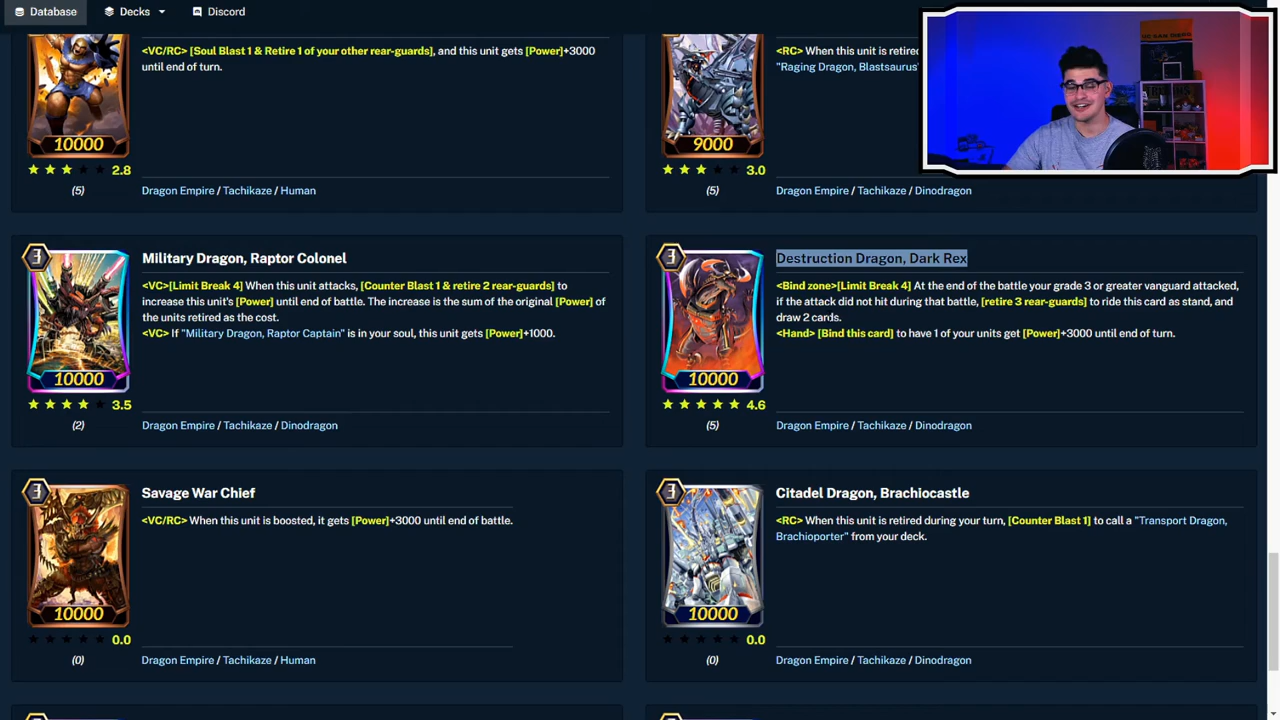 Database Decks Discord
<VC/RC> [Soul Blast 1 & Retire 1 of your other rear-guards], and this unit gets [Power]+3000
until end of turn.
10000
2.8
(5)
Dragon Empire / Tachikaze / Human
<RC> When this unit is retired
"Raging Dragon, Blastsaurus"
9000
3.0
(5)
Dragon Empire / Tachikaze / Dinodragon
3
Military Dragon, Raptor Colonel
<VC>[Limit Break 4] When this unit attacks, [Counter Blast 1 & retire 2 rear-guards] to
increase this unit's [Power] until end of battle. The increase is the sum of the original [Power] of
the units retired as the cost.
<VC> If "Military Dragon, Raptor Captain" is in your soul, this unit gets [Power]+1000.
10000
3.5
(2)
Dragon Empire / Tachikaze / Dinodragon
3
Destruction Dragon, Dark Rex
<Bind zone>[Limit Break 4] At the end of the battle your grade 3 or greater vanguard attacked,
if the attack did not hit during that battle, [retire 3 rear-guards] to ride this card as stand, and
draw 2 cards.
<Hand> [Bind this card] to have 1 of your units get [Power]+3000 until end of turn.
10000
4.6
(5)
Dragon Empire / Tachikaze / Dinodragon
3
Savage War Chief
<VC/RC> When this unit is boosted, it gets [Power]+3000 until end of battle.
10000
0.0
(0)
Dragon Empire / Tachikaze / Human
3
Citadel Dragon, Brachiocastle
<RC> When this unit is retired during your turn, [Counter Blast 1] to call a "Transport Dragon,
Brachioporter" from your deck.
10000
0.0
(0)
Dragon Empire / Tachikaze / Dinodragon